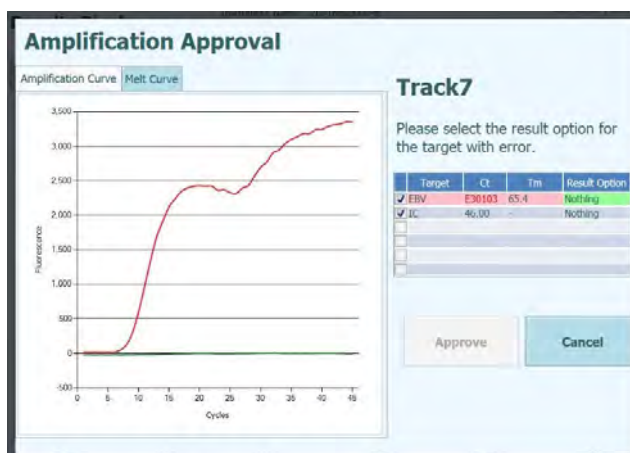 Amplification Approval
Amplification Curve Melt Curve
3,500
3,000
2,500
2,000
1,500
1,000
500
0
-500
Fluorescence
0 5 10 15 20 25 30 35 40 45
Cycles
Track7
Please select the result option for
the target with error.
Target Ct Tm Result Option
EBV E30103 65.4 Nothing
IC 46.00 - Nothing
Approve Cancel